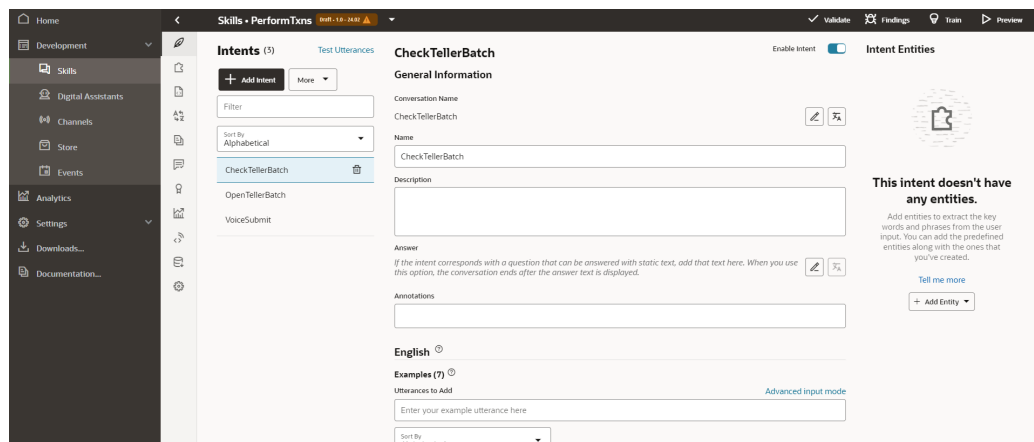 Home
Development
Skills
Digital Assistants
Channels
Store
Events
Analytics
Settings
Downloads...
Documentation...
Skills • PerformTxns
Draft - 1.0 - 24.02
Validate
Findings
Train
Preview
Intents (3)
Test Utterances
+ Add Intent
More
Filter
Sort By
Alphabetical
CheckTellerBatch
OpenTellerBatch
VoiceSubmit
CheckTellerBatch
Enable Intent
General Information
Conversation Name
CheckTellerBatch
Name
CheckTellerBatch
Description
Answer
If the intent corresponds with a question that can be answered with static text, add that text here. When you use
this option, the conversation ends after the answer text is displayed.
Annotations
English
Examples (7)
Utterances to Add
Advanced input mode
Enter your example utterance here
Sort By
Intent Entities
This intent doesn't have
any entities.
Add entities to extract the key
words and phrases from the user
input. You can add the predefined
entities along with the ones that
you've created.
Tell me more
+ Add Entity